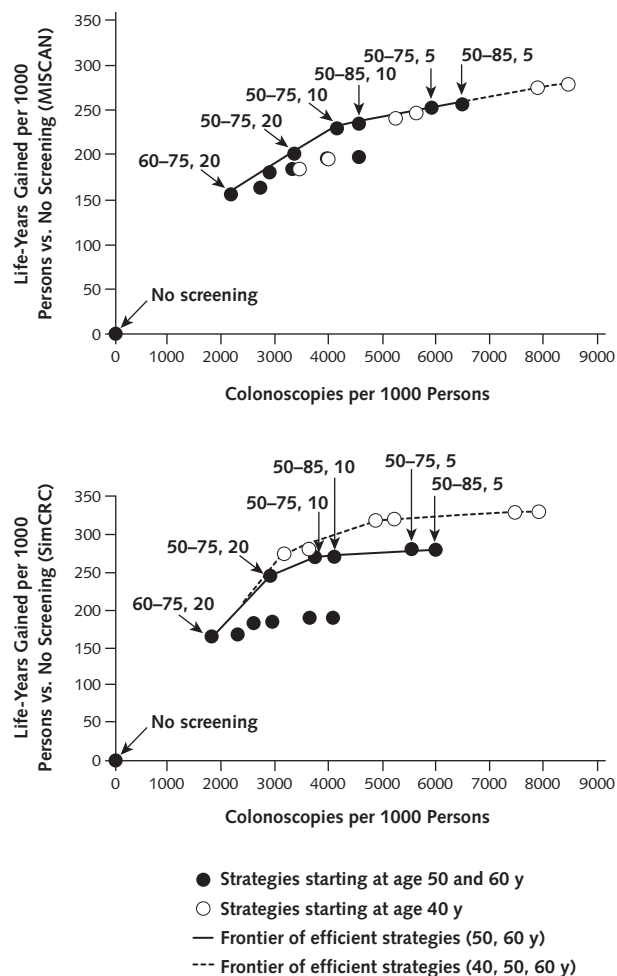 Life-Years Gained per 1000
Persons vs. No Screening (MISCAN)
350
300
250
200
150
100
50
0
50–75, 5
50–85, 5
50–85, 10
50–75, 10
50–75, 20
60–75, 20
No screening
0 1000 2000 3000 4000 5000 6000 7000 8000 9000
Colonoscopies per 1000 Persons
Life-Years Gained per 1000
Persons vs. No Screening (SimCRC)
350
300
250
200
150
100
50
0
50–85, 10
50–75, 5
50–85, 5
50–75, 10
50–75, 20
60–75, 20
No screening
0 1000 2000 3000 4000 5000 6000 7000 8000 9000
Colonoscopies per 1000 Persons
Strategies starting at age 50 and 60 y
Strategies starting at age 40 y
Frontier of efficient strategies (50, 60 y)
Frontier of efficient strategies (40, 50, 60 y)